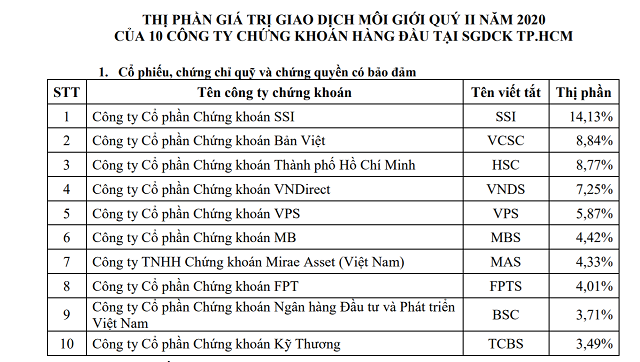 THỊ PHẦN GIÁ TRỊ GIAO DỊCH MÔI GIỚI QUÝ II NĂM 2020
CỦA 10 CÔNG TY CHỨNG KHOÁN HÀNG ĐẦU TẠI SGDCK TP.HCM
1. Cổ phiếu, chứng chỉ quỹ và chứng quyền có bảo đảm
STT Tên công ty chứng khoán Tên viết tắt Thị phần
1 Công ty Cổ phần Chứng khoán SSI SSI 14,13%
2 Công ty Cổ phần Chứng khoán Bản Việt VCSC 8,84%
3 Công ty Cổ phần Chứng khoán Thành phố Hồ Chí Minh HSC 8,77%
4 Công ty Cổ phần Chứng khoán VNDirect VNDS 7,25%
5 Công ty Cổ phần Chứng khoán VPS VPS 5,87%
6 Công ty Cổ phần Chứng khoán MB MBS 4,42%
7 Công ty TNHH Chứng khoán Mirae Asset (Việt Nam) MAS 4,33%
8 Công ty Cổ phần Chứng khoán FPT FPTS 4,01%
9 Công ty Cổ phần Chứng khoán Ngân hàng Đầu tư và Phát triển
Việt Nam BSC 3,71%
10 Công ty Cổ phần Chứng khoán Kỹ Thương TCBS 3,49%